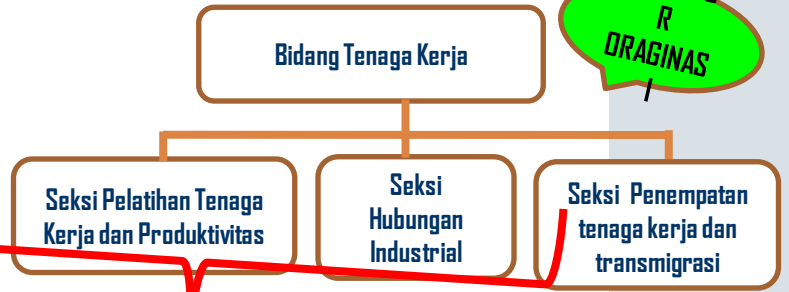 R
ORAGINAS
I
Bidang Tenaga Kerja
Seksi Pelatihan Tenaga
Kerja dan Produktivitas
Seksi
Hubungan
Industrial
Seksi Penempatan
tenaga kerja dan
transmigrasi